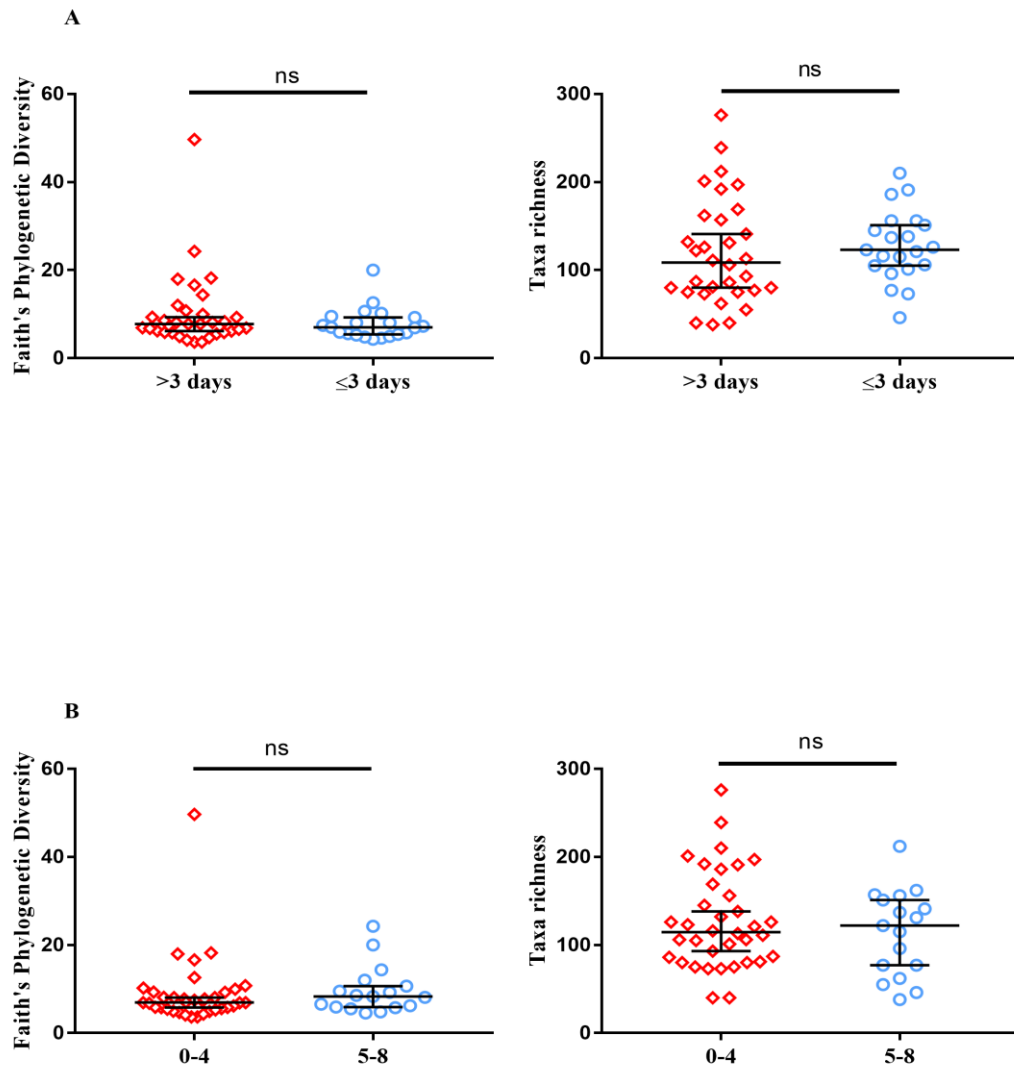 A
ns
Faith's Phylogenetic Diversity
60
40
20
0
>3 days
≤3 days
ns
Taxa richness
300
200
100
0
>3 days
≤3 days
B
ns
Faith's Phylogenetic Diversity
60
40
20
0
0-4
5-8
ns
Taxa richness
300
200
100
0
0-4
5-8